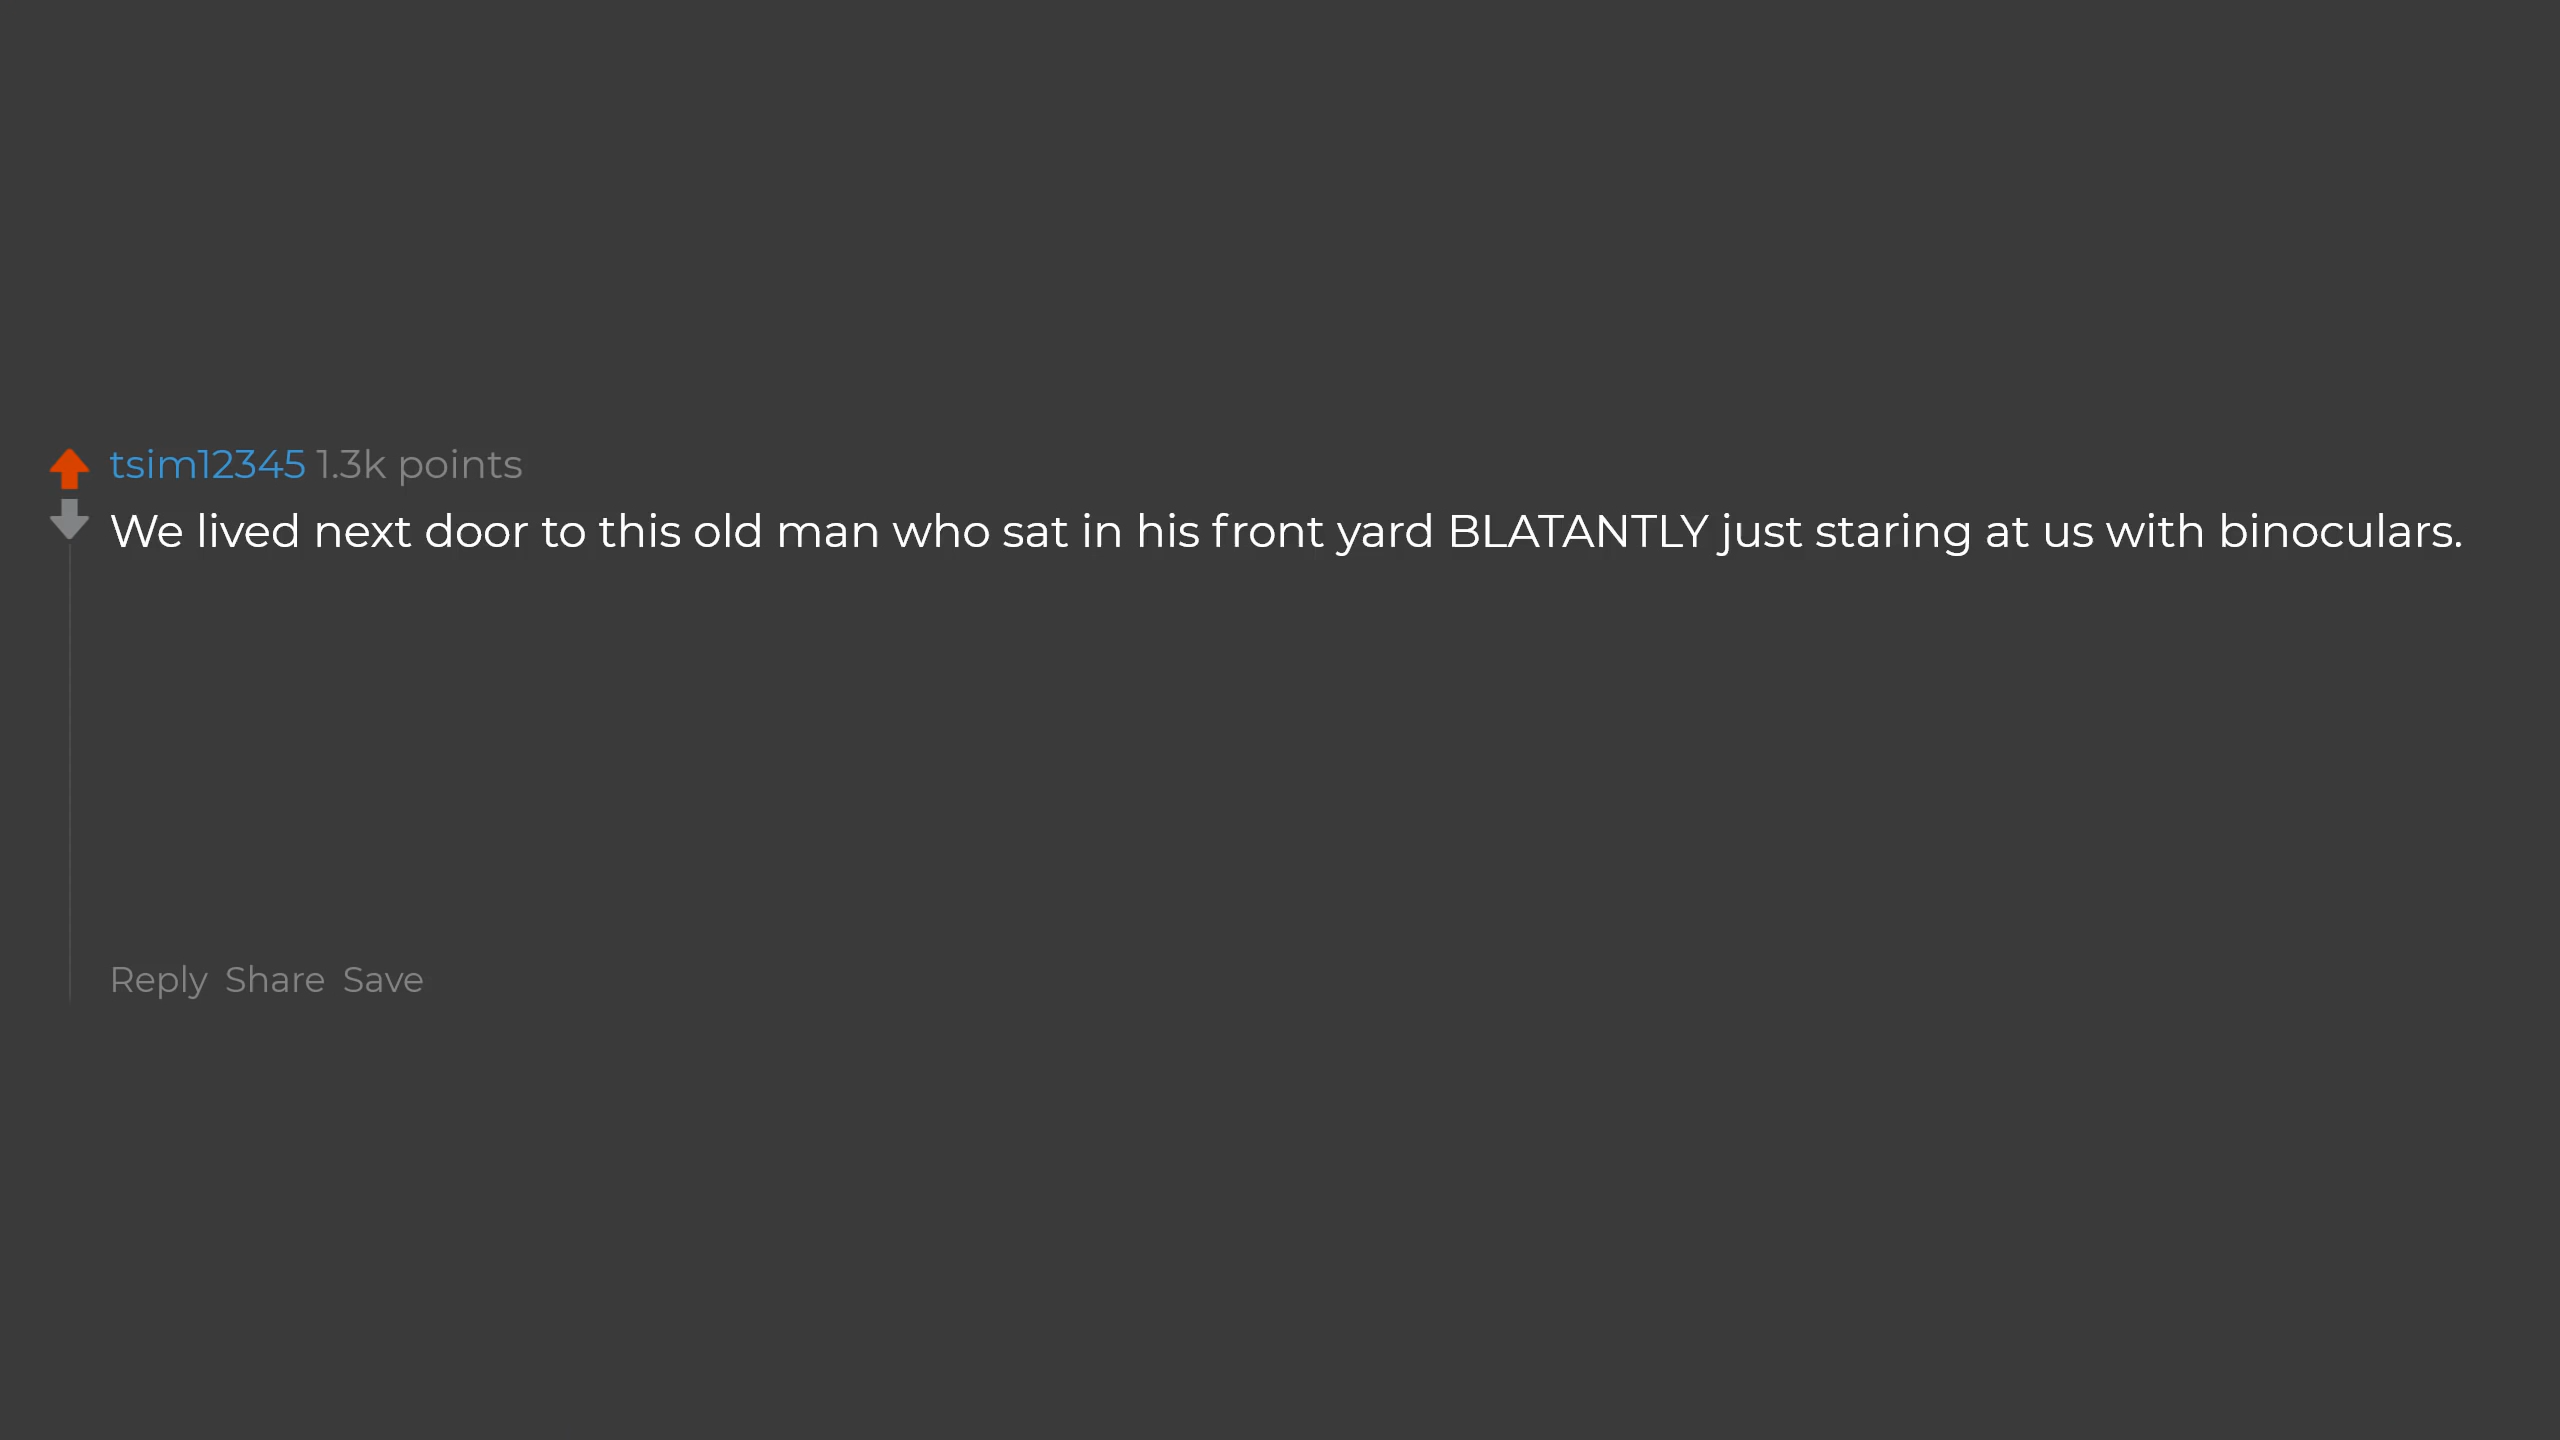 tsim12345 1.3k points
We lived next door to this old man who sat in his front yard BLATANTLY just staring at us with binoculars.
Reply Share Save